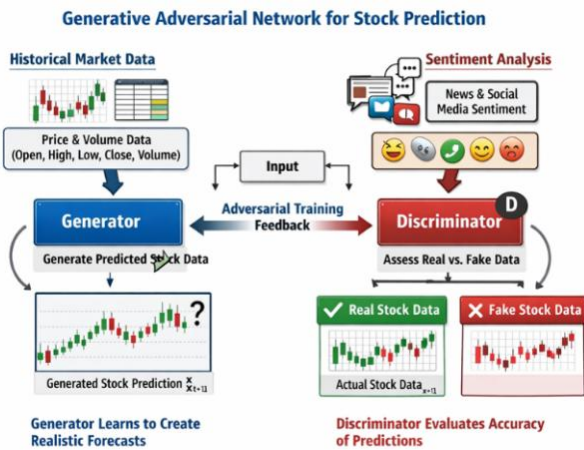 Generative Adversarial Network for Stock Prediction
Historical Market Data
Sentiment Analysis
News & Social
Media Sentiment
Price & Volume Data
(Open, High, Low, Close, Volume)
Input
Generator
Adversarial Training
Feedback
Discriminator
D
Generate Predicted Stock Data
Assess Real vs. Fake Data
?
Real Stock Data
Fake Stock Data
Generated Stock Prediction
Actual Stock Data
Generator Learns to Create
Realistic Forecasts
Discriminator Evaluates Accuracy
of Predictions